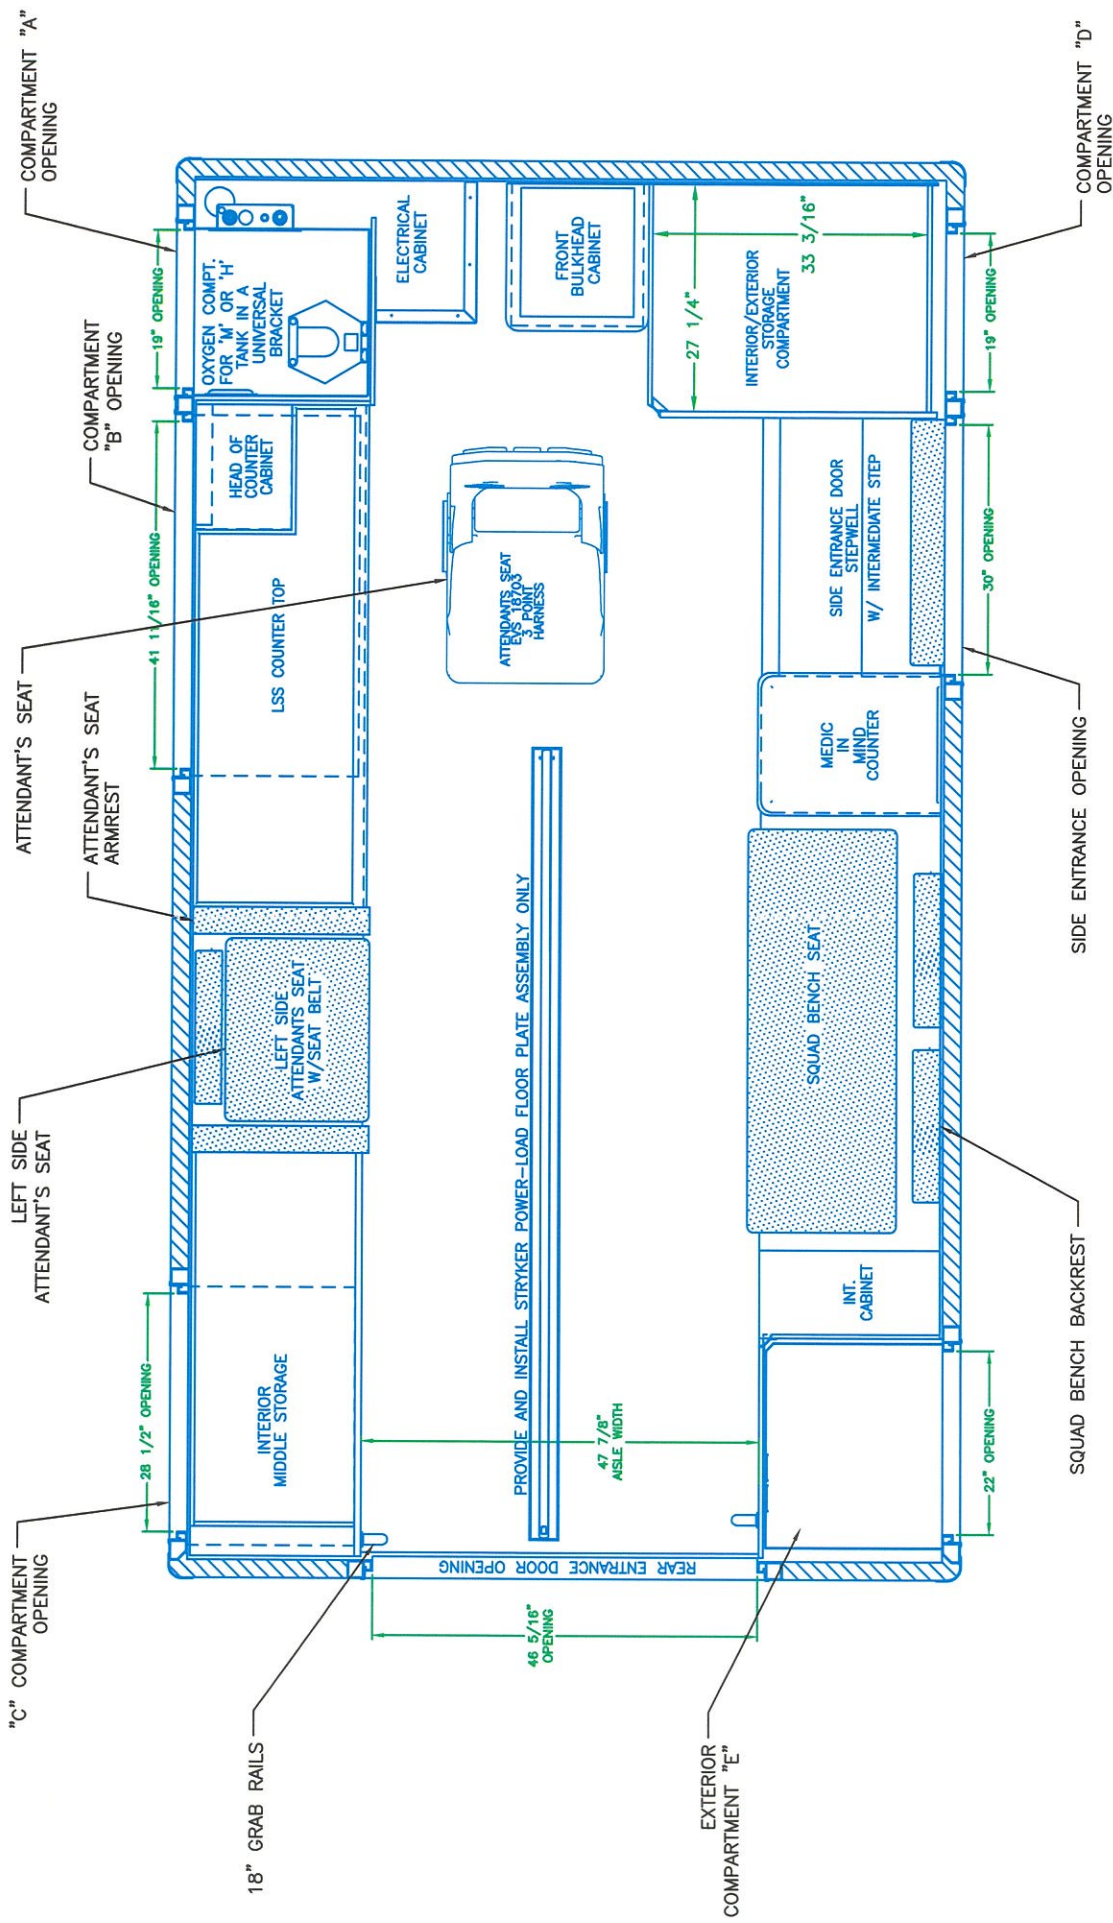 "C" COMPARTMENT
OPENING
LEFT SIDE
ATTENDANT'S SEAT
ATTENDANT'S SEAT
ATTENDANT'S SEAT
ARMREST
COMPARTMENT
"B" OPENING
COMPARTMENT "A"
OPENING
28 1/2" OPENING
41 11/16" OPENING
19" OPENING
INTERIOR
MIDDLE STORAGE
LEFT SIDE
ATTENDANTS SEAT
W/SEAT BELT
LSS COUNTER TOP
HEAD OF
COUNTER
CABINET
OXYGEN COMPT.
FOR 'M' OR 'H'
TANK IN A
UNIVERSAL
BRACKET
ELECTRICAL
CABINET
18" GRAB RAILS
REAR ENTRANCE DOOR OPENING
46 5/16"
OPENING
47 7/8"
AISLE WIDTH
PROVIDE AND INSTALL STRYKER POWER-LOAD FLOOR PLATE ASSEMBLY ONLY
ATTENDANTS SEAT
EVS 18703
3 POINT
HARNESS
FRONT
BULKHEAD
CABINET
27 1/4"
33 3/16"
INTERIOR/EXTERIOR
STORAGE
COMPARTMENT
INT.
CABINET
SQUAD BENCH SEAT
MEDIC
IN
MIND
COUNTER
SIDE ENTRANCE DOOR
STEPWELL
W/ INTERMEDIATE STEP
22" OPENING
30" OPENING
19" OPENING
EXTERIOR
COMPARTMENT "E"
SQUAD BENCH BACKREST
SIDE ENTRANCE OPENING
COMPARTMENT "D"
OPENING